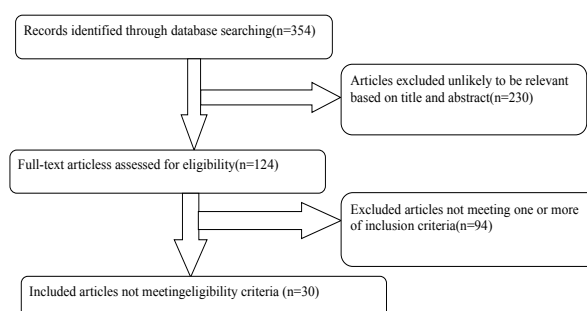 Records identified through database searching(n=354)
Articles excluded unlikely to be relevant
based on title and abstract(n=230)
Full-text articless assessed for eligibility(n=124)
Excluded articles not meeting one or more
of inclusion criteria(n=94)
Included articles not meetingeligibility criteria (n=30)